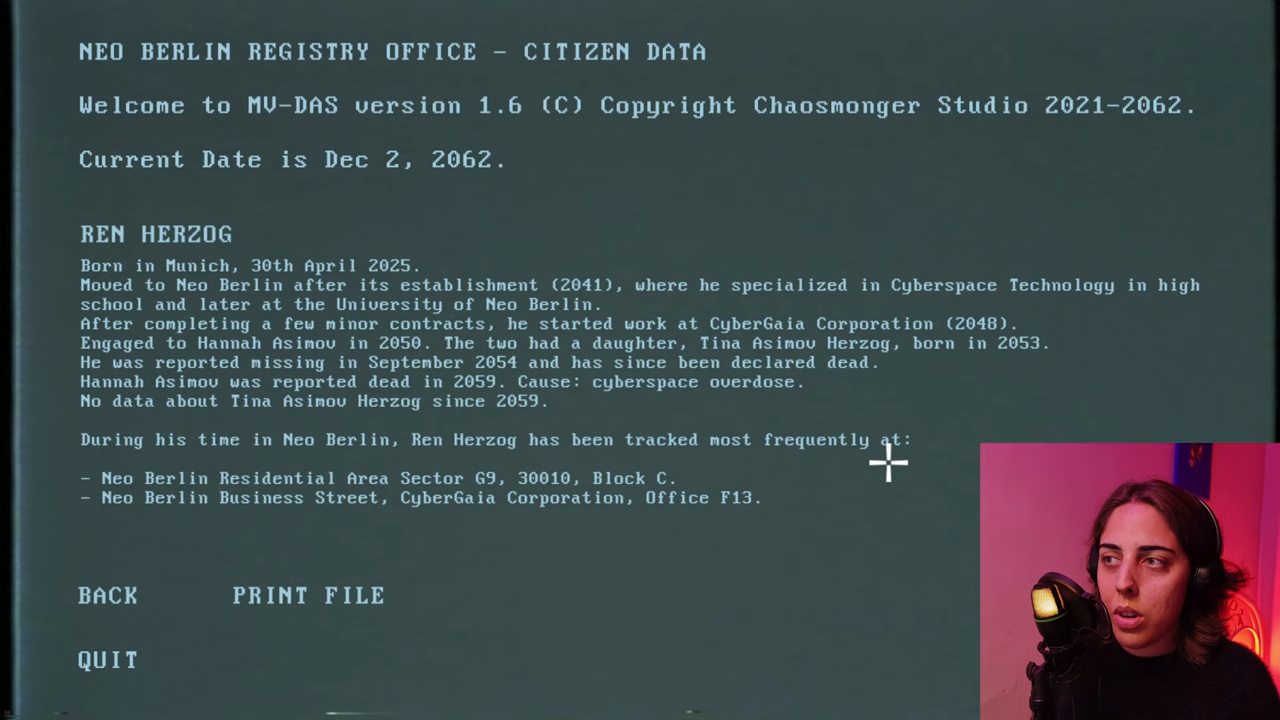 NEO BERLIN REGISTRY OFFICE - CITIZEN DATA
Welcome to MV-DAS version 1.6 (C) Copyright Chaosmonger Studio 2021-2062.
Current Date is Dec 2, 2062.
REN HERZOG
Born in Munich, 30th April 2025.
Moved to Neo Berlin after its establishment (2041), where he specialized in Cyberspace Technology in high
school and later at the University of Neo Berlin.
After completing a few minor contracts, he started work at CyberGaia Corporation (2048).
Engaged to Hannah Asimov in 2050. The two had a daughter, Tina Asimov Herzog, born in 2053.
He was reported missing in September 2054 and has since been declared dead.
Hannah Asimov was reported dead in 2059. Cause: cyberspace overdose.
No data about Tina Asimov Herzog since 2059.
During his time in Neo Berlin, Ren Herzog has been tracked most frequently at:
- Neo Berlin Residential Area Sector G9, 30010, Block C.
- Neo Berlin Business Street, CyberGaia Corporation, Office F13.
BACK PRINT FILE
QUIT